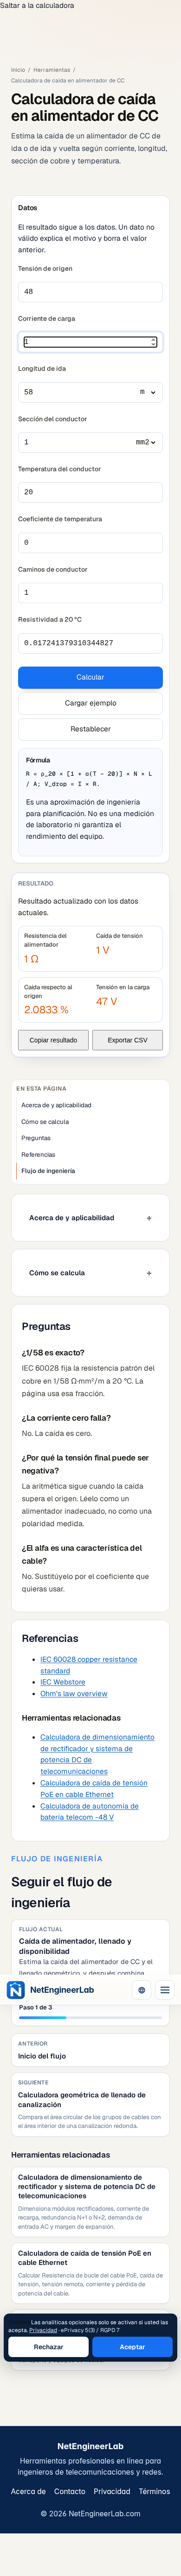 Saltar a la calculadora
Inicio / Herramientas /
Calculadora de caída en alimentador de CC
Calculadora de caída
en alimentador de CC
Estima la caída de un alimentador de CC de
ida o de ida y vuelta según corriente, longitud,
sección de cobre y temperatura.
Datos
El resultado sigue a los datos. Un dato no
válido explica el motivo y borra el valor
anterior.
Tensión de origen
48
Corriente de carga
1
Longitud de ida
58 m
Sección del conductor
1 mm2
Temperatura del conductor
20
Coeficiente de temperatura
0
Caminos de conductor
1
Resistividad a 20 °C
0.017241379310344827
Calcular
Cargar ejemplo
Restablecer
Fórmula
R = ρ_20 × [1 + α(T − 20)] × N × L
/ A; V_drop = I × R.
Es una aproximación de ingeniería
para planificación. No es una medición
de laboratorio ni garantiza el
rendimiento del equipo.
RESULTADO
Resultado actualizado con los datos
actuales.
Resistencia del
alimentador
1 Ω
Caída de tensión
1 V
Caída respecto al
origen
2.0833 %
Tensión en la carga
47 V
Copiar resultado
Exportar CSV
EN ESTA PÁGINA
Acerca de y aplicabilidad
Cómo se calcula
Preguntas
Referencias
Flujo de ingeniería
Acerca de y aplicabilidad +
Cómo se calcula +
Preguntas
¿1/58 es exacto?
IEC 60028 fija la resistividad patrón del
cobre en 1/58 Ω·mm²/m a 20 °C. La
página usa esa fracción.
¿La corriente cero falla?
No. La caída es cero.
¿Por qué la tensión final puede ser
negativa?
La aritmética sigue cuando la caída
supera el origen. Léelo como un
alimentador inadecuado, no como una
polaridad medida.
¿El alfa es una característica del
cable?
No. Sustitúyelo por el coeficiente que
quieras usar.
Referencias
IEC 60028 copper resistance
standard
IEC Webstore
Ohm's law overview
Herramientas relacionadas
Calculadora de dimensionamiento
de rectificador y sistema de
potencia DC de
telecomunicaciones
Calculadora de caída de tensión
PoE en cable Ethernet
Calculadora de autonomía de
batería telecom -48 V
FLUJO DE INGENIERÍA
Seguir el flujo de
ingeniería
FLUJO ACTUAL
Caída de alimentador, llenado y
disponibilidad
Estima la caída del alimentador de CC y el
llenado geométrico, y después combina
NetEngineerLab
Paso 1 de 3
ANTERIOR
Inicio del flujo
SIGUIENTE
Calculadora geométrica de llenado de
canalización
Compara el área circular de los grupos de cables con
el área interior de una canalización redonda.
Herramientas relacionadas
Calculadora de dimensionamiento de
rectificador y sistema de potencia DC de
telecomunicaciones
Dimensiona módulos rectificadores, corriente de
recarga, redundancia N+1 o N+2, demanda de
entrada AC y margen de expansión.
Calculadora de caída de tensión PoE en
cable Ethernet
Calcular Resistencia de bucle del cable PoE, caída de
tensión, tensión remota, corriente y pérdida de
potencia del cable.
Las analíticas opcionales solo se activan si usted las
acepta. Privacidad · ePrivacy 5(3) / RGPD 7
Rechazar
Aceptar
NetEngineerLab
Herramientas profesionales en línea para
ingenieros de telecomunicaciones y redes.
Acerca de Contacto Privacidad Términos
© 2026 NetEngineerLab.com